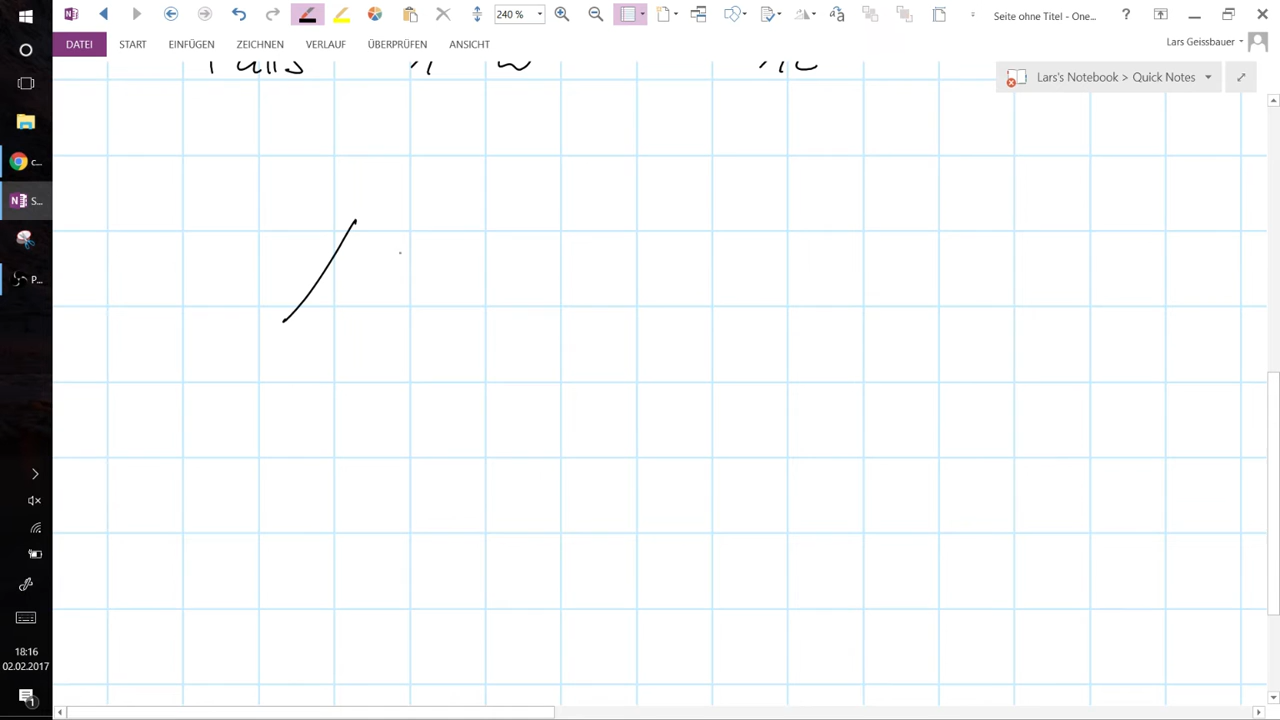 240 %
Seite ohne Titel - One...
?
DATEI START EINFÜGEN ZEICHNEN VERLAUF ÜBERPRÜFEN ANSICHT
Lars Geissbauer
Lars's Notebook > Quick Notes
c...
S...
P...
18:16
02.02.2017
1